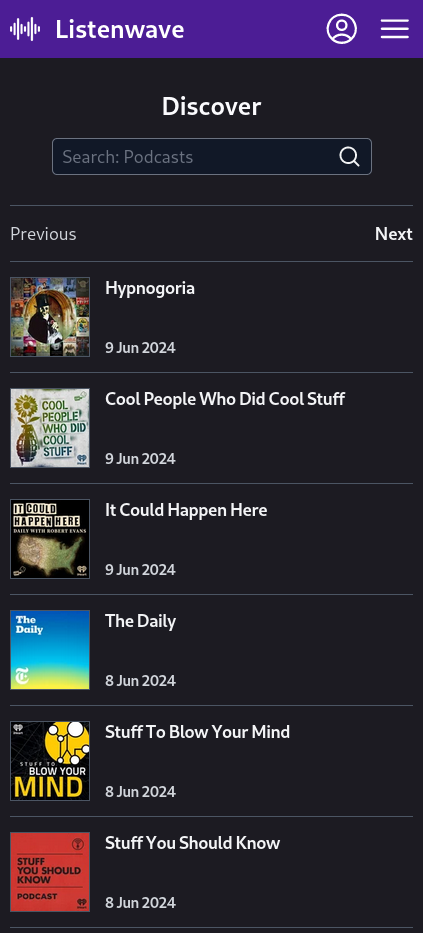 Listenwave
Discover
Search: Podcasts
Previous
Next
Hypnogoria
9 Jun 2024
COOL
PEOPLE
WHO DID
COOL
STUFF
Cool People Who Did Cool Stuff
9 Jun 2024
IT COULD
HAPPEN HERE
DAILY WITH ROBERT EVANS
It Could Happen Here
9 Jun 2024
The
Daily
The Daily
8 Jun 2024
STUFF TO
BLOW YOUR
MIND
Stuff To Blow Your Mind
8 Jun 2024
STUFF
YOU SHOULD
KNOW
PODCAST
Stuff You Should Know
8 Jun 2024